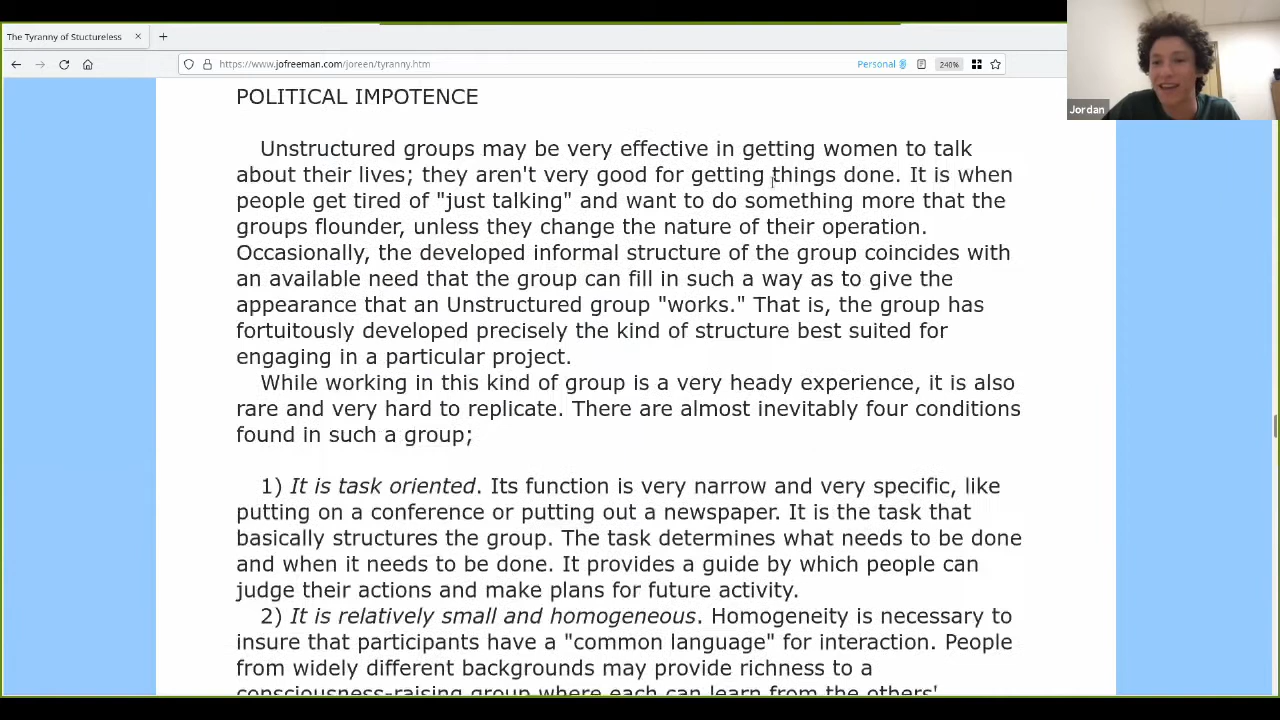 The Tyranny of Stuctureless
https://www.jofreeman.com/joreen/tyranny.htm
Personal
240%
Jordan
POLITICAL IMPOTENCE
Unstructured groups may be very effective in getting women to talk
about their lives; they aren't very good for getting things done. It is when
people get tired of "just talking" and want to do something more that the
groups flounder, unless they change the nature of their operation.
Occasionally, the developed informal structure of the group coincides with
an available need that the group can fill in such a way as to give the
appearance that an Unstructured group "works." That is, the group has
fortuitously developed precisely the kind of structure best suited for
engaging in a particular project.
While working in this kind of group is a very heady experience, it is also
rare and very hard to replicate. There are almost inevitably four conditions
found in such a group;
1) It is task oriented. Its function is very narrow and very specific, like
putting on a conference or putting out a newspaper. It is the task that
basically structures the group. The task determines what needs to be done
and when it needs to be done. It provides a guide by which people can
judge their actions and make plans for future activity.
2) It is relatively small and homogeneous. Homogeneity is necessary to
insure that participants have a "common language" for interaction. People
from widely different backgrounds may provide richness to a
consciousness-raising group where each can learn from the others'